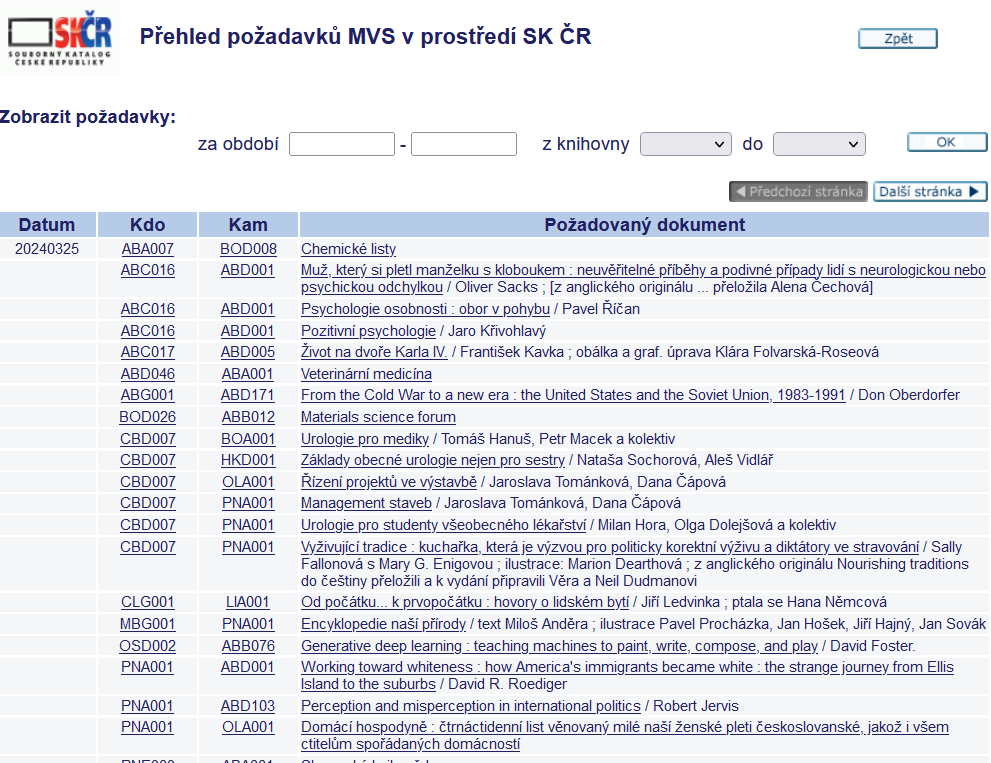 SKČR
SOUBORNÝ KATALOG
ČESKÉ REPUBLIKY
Přehled požadavků MVS v prostředí SK ČR
Zpět
Zobrazit požadavky:
za období - z knihovny do OK
Předchozí stránka Další stránka
Datum Kdo Kam Požadovaný dokument
20240325 ABA007 BOD008 Chemické listy
ABC016 ABD001 Muž, který si pletl manželku s kloboukem : neuvěřitelné příběhy a podivné případy lidí s neurologickou nebo
psychickou odchylkou / Oliver Sacks ; [z anglického originálu ... přeložila Alena Čechová]
ABC016 ABD001 Psychologie osobnosti : obor v pohybu / Pavel Říčan
ABC016 ABD001 Pozitivní psychologie / Jaro Křivohlavý
ABC017 ABD005 Život na dvoře Karla IV. / František Kavka ; obálka a graf. úprava Klára Folvarská-Roseová
ABD046 ABA001 Veterinární medicína
ABG001 ABD171 From the Cold War to a new era : the United States and the Soviet Union, 1983-1991 / Don Oberdorfer
BOD026 ABB012 Materials science forum
CBD007 BOA001 Urologie pro mediky / Tomáš Hanuš, Petr Macek a kolektiv
CBD007 HKD001 Základy obecné urologie nejen pro sestry / Nataša Sochorová, Aleš Vidlář
CBD007 OLA001 Řízení projektů ve výstavbě / Jaroslava Tománková, Dana Čápová
CBD007 PNA001 Management staveb / Jaroslava Tománková, Dana Čápová
CBD007 PNA001 Urologie pro studenty všeobecného lékařství / Milan Hora, Olga Dolejšová a kolektiv
CBD007 PNA001 Vyživující tradice : kuchařka, která je výzvou pro politicky korektní výživu a diktátory ve stravování / Sally
Fallonová s Mary G. Enigovou ; ilustrace: Marion Dearthová ; z anglického originálu Nourishing traditions
do češtiny přeložili a k vydání připravili Věra a Neil Dudmanovi
CLG001 LIA001 Od počátku... k prvopočátku : hovory o lidském bytí / Jiří Ledvinka ; ptala se Hana Němcová
MBG001 PNA001 Encyklopedie naší přírody / text Miloš Anděra ; ilustrace Pavel Procházka, Jan Hošek, Jiří Hajný, Jan Sovák
OSD002 ABB076 Generative deep learning : teaching machines to paint, write, compose, and play / David Foster.
PNA001 ABD001 Working toward whiteness : how America's immigrants became white : the strange journey from Ellis
Island to the suburbs / David R. Roediger
PNA001 ABD103 Perception and misperception in international politics / Robert Jervis
PNA001 OLA001 Domácí hospodyně : čtrnáctidenní list věnovaný milé naší ženské pleti československé, jakož i všem
ctitelům spořádaných domácností